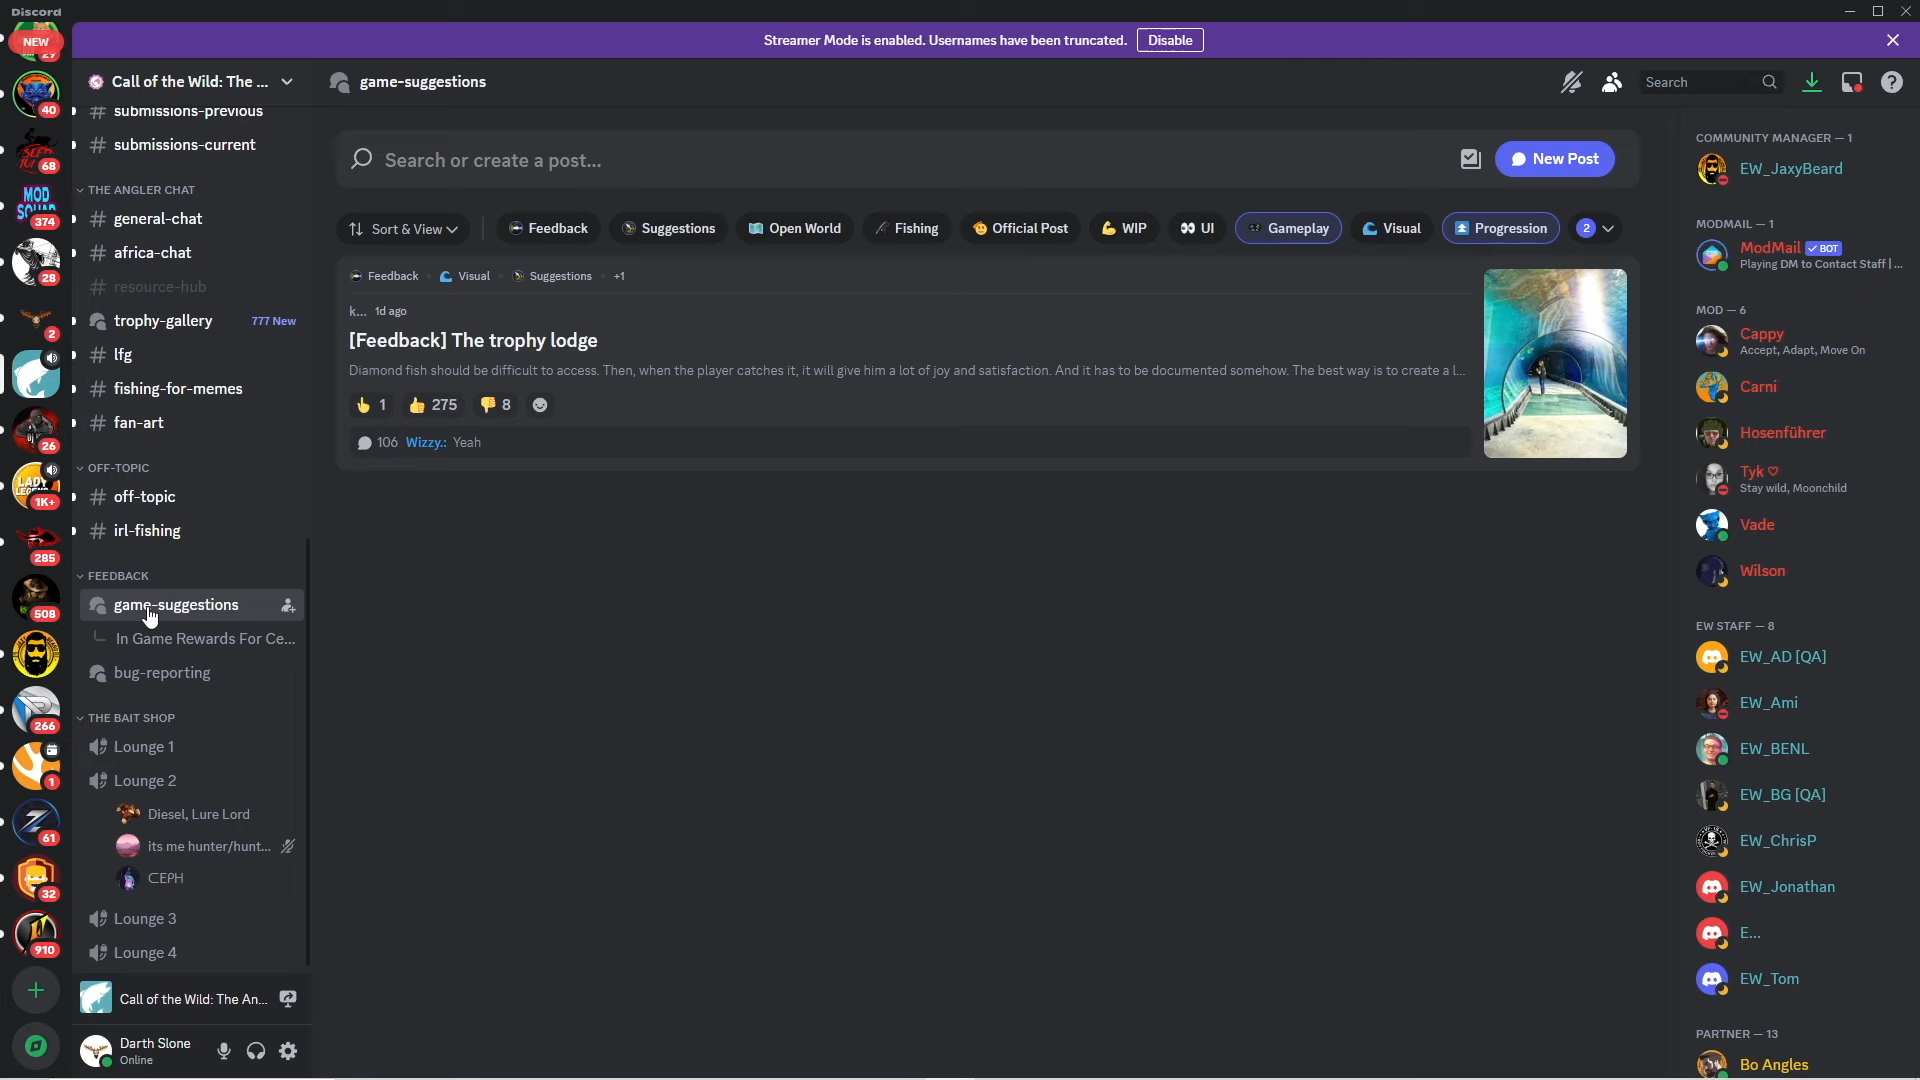 Discord
Streamer Mode is enabled. Usernames have been truncated. Disable
NEW
29
40
68
MOD
374
28
2
26
LADY
1K+
285
508
266
1
61
32
910
Call of the Wild: The ...
submissions-previous
submissions-current
THE ANGLER CHAT
general-chat
africa-chat
resource-hub
trophy-gallery 777 New
lfg
fishing-for-memes
fan-art
OFF-TOPIC
off-topic
irl-fishing
FEEDBACK
game-suggestions
In Game Rewards For Ce...
bug-reporting
THE BAIT SHOP
Lounge 1
Lounge 2
Diesel, Lure Lord
its me hunter/hunt...
CEPH
Lounge 3
Lounge 4
Call of the Wild: The An...
Darth Slone
Online
game-suggestions
Search
Search or create a post...
New Post
Sort & View
Feedback Suggestions Open World Fishing Official Post WIP UI Gameplay Visual Progression 2
Feedback Visual Suggestions +1
k... 1d ago
[Feedback] The trophy lodge
Diamond fish should be difficult to access. Then, when the player catches it, it will give him a lot of joy and satisfaction. And it has to be documented somehow. The best way is to create a l...
1 275 8
106 Wizzy.: Yeah
COMMUNITY MANAGER — 1
EW_JaxyBeard
MODMAIL — 1
ModMail BOT
Playing DM to Contact Staff | ...
MOD — 6
Cappy
Accept, Adapt, Move On
Carni
Hosenführer
Tyk ♡
Stay wild, Moonchild
Vade
Wilson
EW STAFF — 8
EW_AD [QA]
EW_Ami
EW_BENL
EW_BG [QA]
EW_ChrisP
EW_Jonathan
E...
EW_Tom
PARTNER — 13
Bo Angles